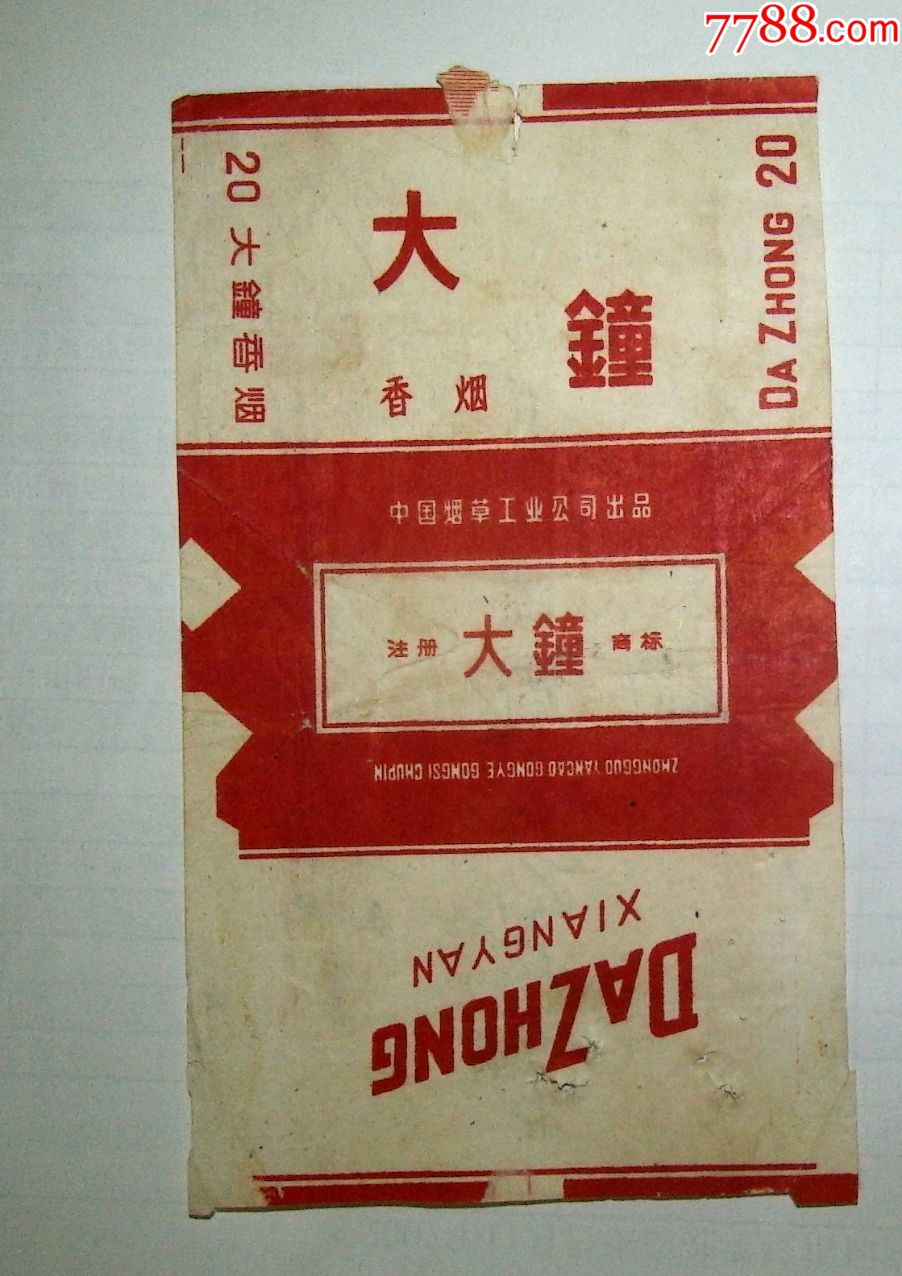 7788.com
20 大鐘香烟
大鐘
香烟
DA ZHONG 20
中国烟草工业公司出品
注册 大鐘 商标
ZHONGGUO YANCAO GONGYE GONGSI CHUPIN
XIANGYAN
DAZHONG